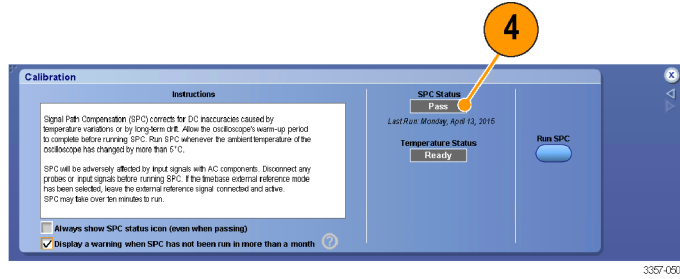 4
Calibration
x
Instructions
SPC Status
Pass
Last Run: Monday, April 13, 2015
Temperature Status
Ready
Run SPC
Signal Path Compensation (SPC) corrects for DC inaccuracies caused by
temperature variations or by long-term drift. Allow the oscilloscope's warm-up period
to complete before running SPC. Run SPC whenever the ambient temperature of the
oscilloscope has changed by more than 5°C.
SPC will be adversely affected by input signals with AC components. Disconnect any
probes or input signals before running SPC. If the timebase external reference mode
has been selected, leave the external reference signal connected and active.
SPC may take over ten minutes to run.
Always show SPC status icon (even when passing)
Display a warning when SPC has not been run in more than a month
?
3357-050